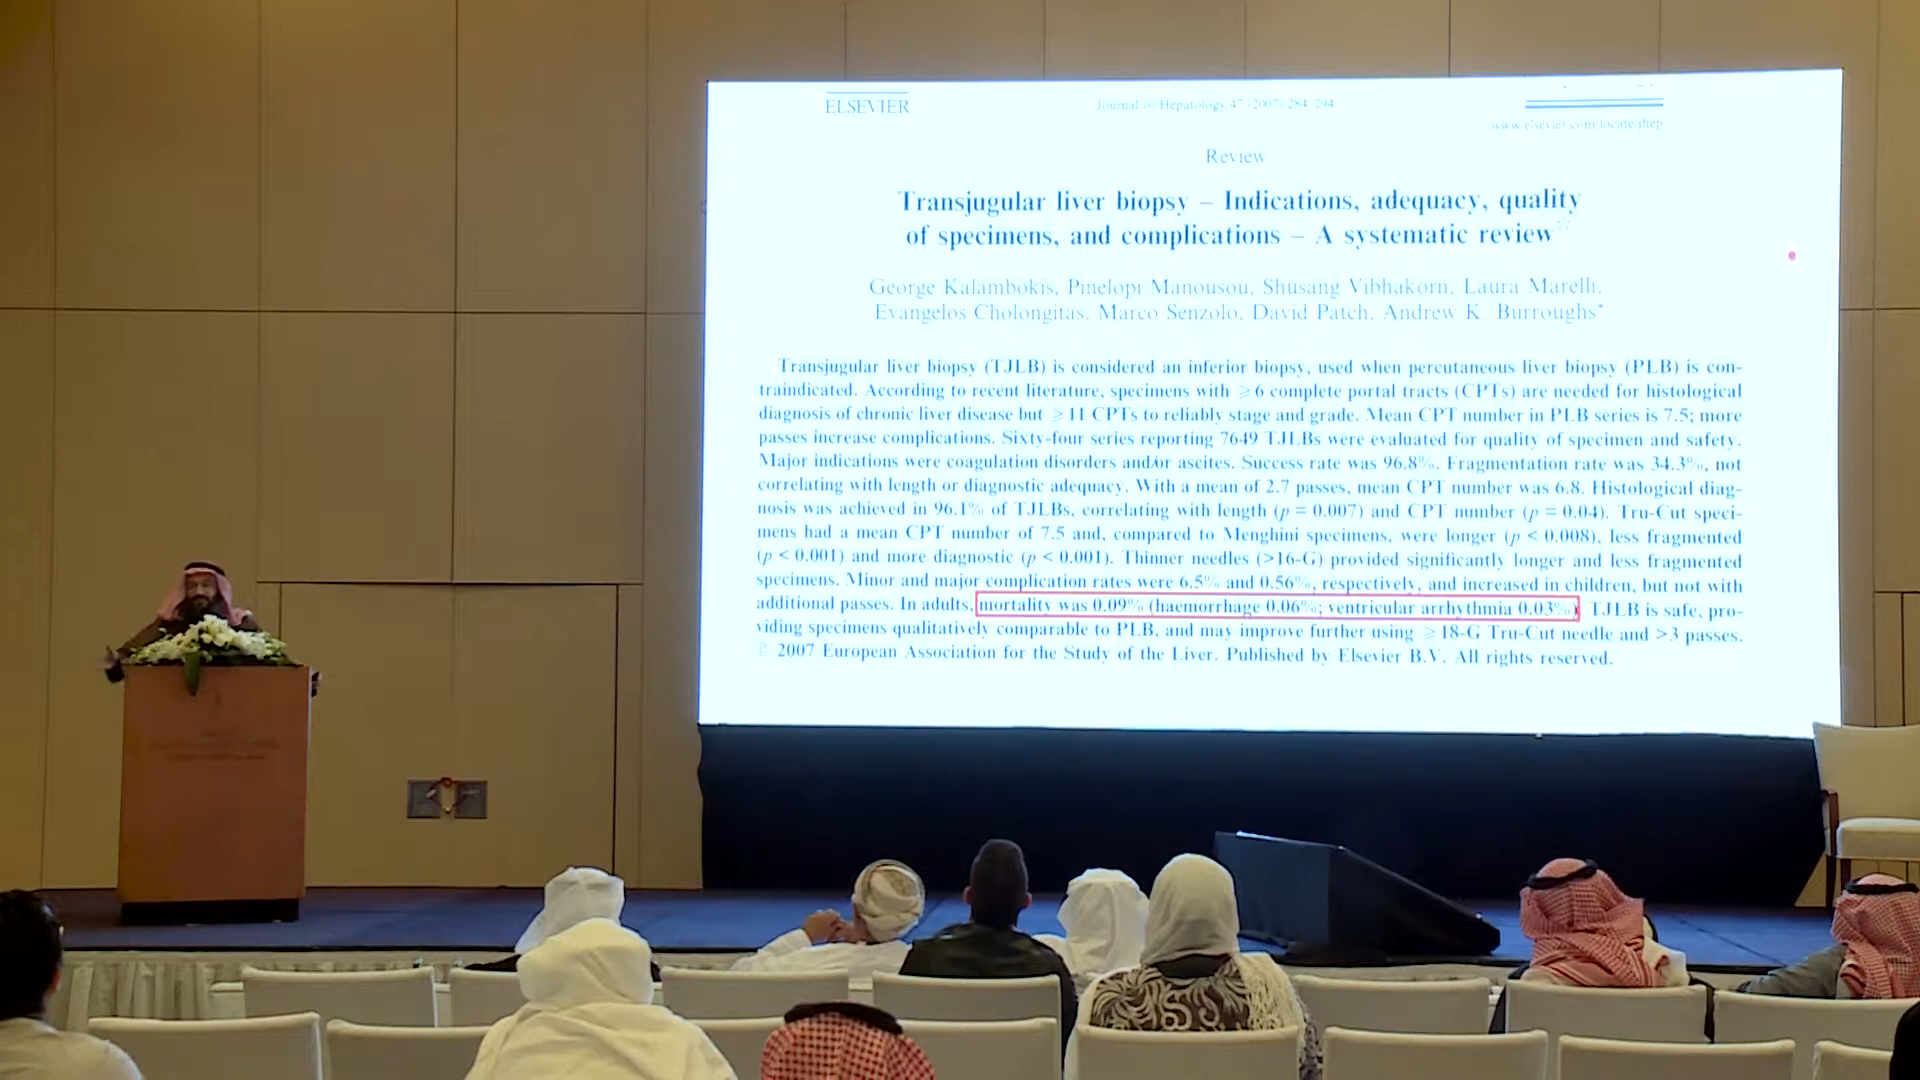 ELSEVIER
Journal of Hepatology 47 (2007) 284–294
www.elsevier.com/locate/jhep
Review
Transjugular liver biopsy – Indications, adequacy, quality
of specimens, and complications – A systematic review☆
George Kalambokis, Pinelopi Manousou, Shusang Vibhakorn, Laura Marelli,
Evangelos Cholongitas, Marco Senzolo, David Patch, Andrew K. Burroughs*
Transjugular liver biopsy (TJLB) is considered an inferior biopsy, used when percutaneous liver biopsy (PLB) is con-
traindicated. According to recent literature, specimens with ≥6 complete portal tracts (CPTs) are needed for histological
diagnosis of chronic liver disease but ≥11 CPTs to reliably stage and grade. Mean CPT number in PLB series is 7.5; more
passes increase complications. Sixty-four series reporting 7649 TJLBs were evaluated for quality of specimen and safety.
Major indications were coagulation disorders and/or ascites. Success rate was 96.8%. Fragmentation rate was 34.3%, not
correlating with length or diagnostic adequacy. With a mean of 2.7 passes, mean CPT number was 6.8. Histological diag-
nosis was achieved in 96.1% of TJLBs, correlating with length (p = 0.007) and CPT number (p = 0.04). Tru-Cut speci-
mens had a mean CPT number of 7.5 and, compared to Menghini specimens, were longer (p < 0.008), less fragmented
(p < 0.001) and more diagnostic (p < 0.001). Thinner needles (>16-G) provided significantly longer and less fragmented
specimens. Minor and major complication rates were 6.5% and 0.56%, respectively, and increased in children, but not with
additional passes. In adults, mortality was 0.09% (haemorrhage 0.06%; ventricular arrhythmia 0.03%) TJLB is safe, pro-
viding specimens qualitatively comparable to PLB, and may improve further using ≥18-G Tru-Cut needle and >3 passes.
© 2007 European Association for the Study of the Liver. Published by Elsevier B.V. All rights reserved.